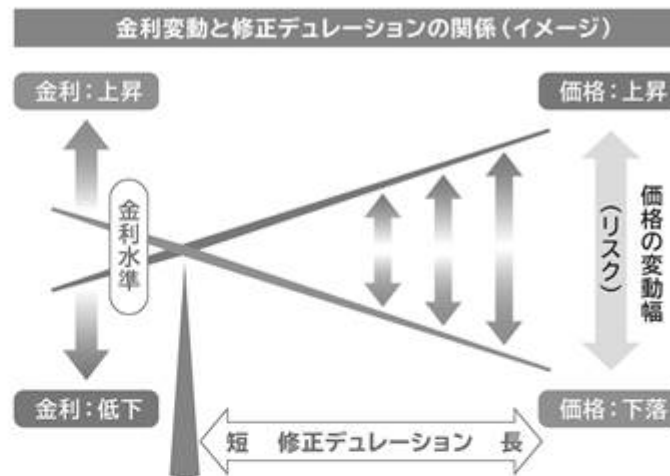 金利変動と修正デュレーションの関係(イメージ)
金利：上昇
価格：上昇
金利水準
価格の変動幅
(リスク)
金利：低下
価格：下落
短 修正デュレーション 長